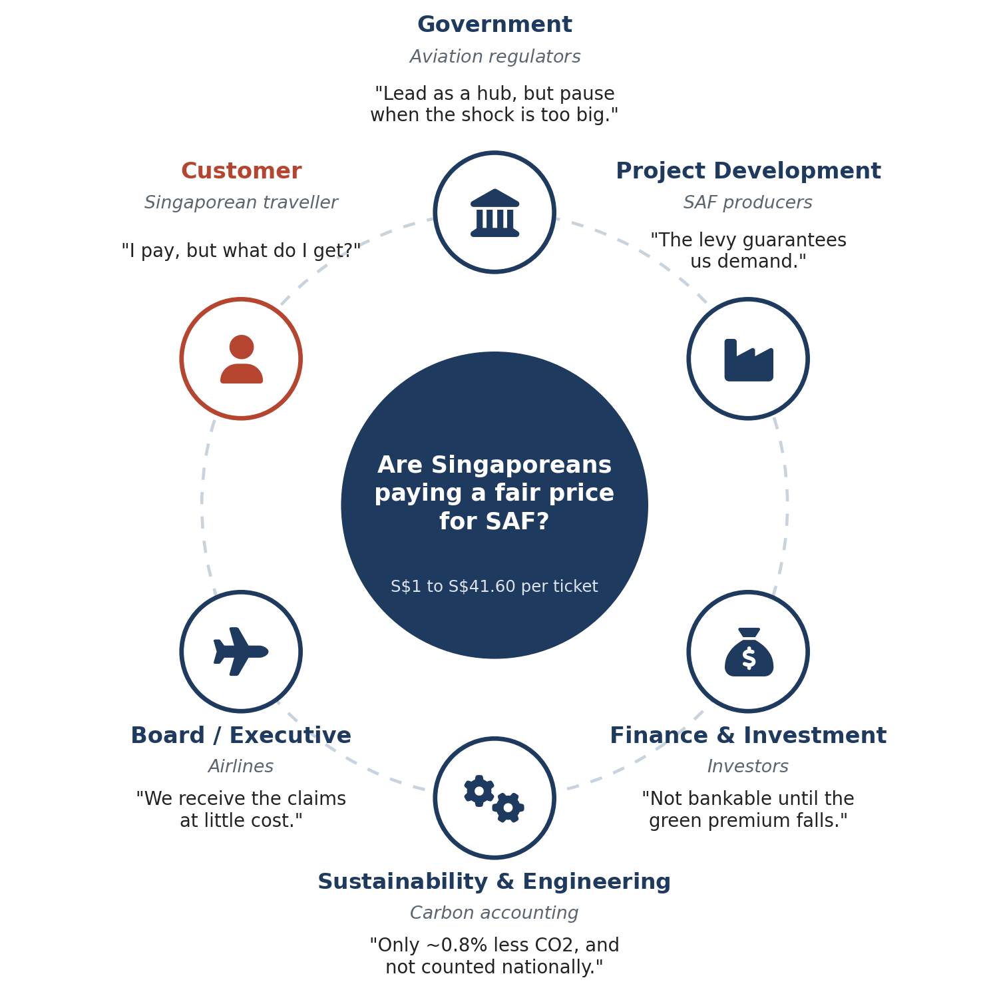 Government
Aviation regulators
"Lead as a hub, but pause
when the shock is too big."
Customer
Singaporean traveller
"I pay, but what do I get?"
Project Development
SAF producers
"The levy guarantees
us demand."
Are Singaporeans
paying a fair price
for SAF?
S$1 to S$41.60 per ticket
$
Board / Executive
Airlines
"We receive the claims
at little cost."
Finance & Investment
Investors
"Not bankable until the
green premium falls."
Sustainability & Engineering
Carbon accounting
"Only ~0.8% less CO2, and
not counted nationally."